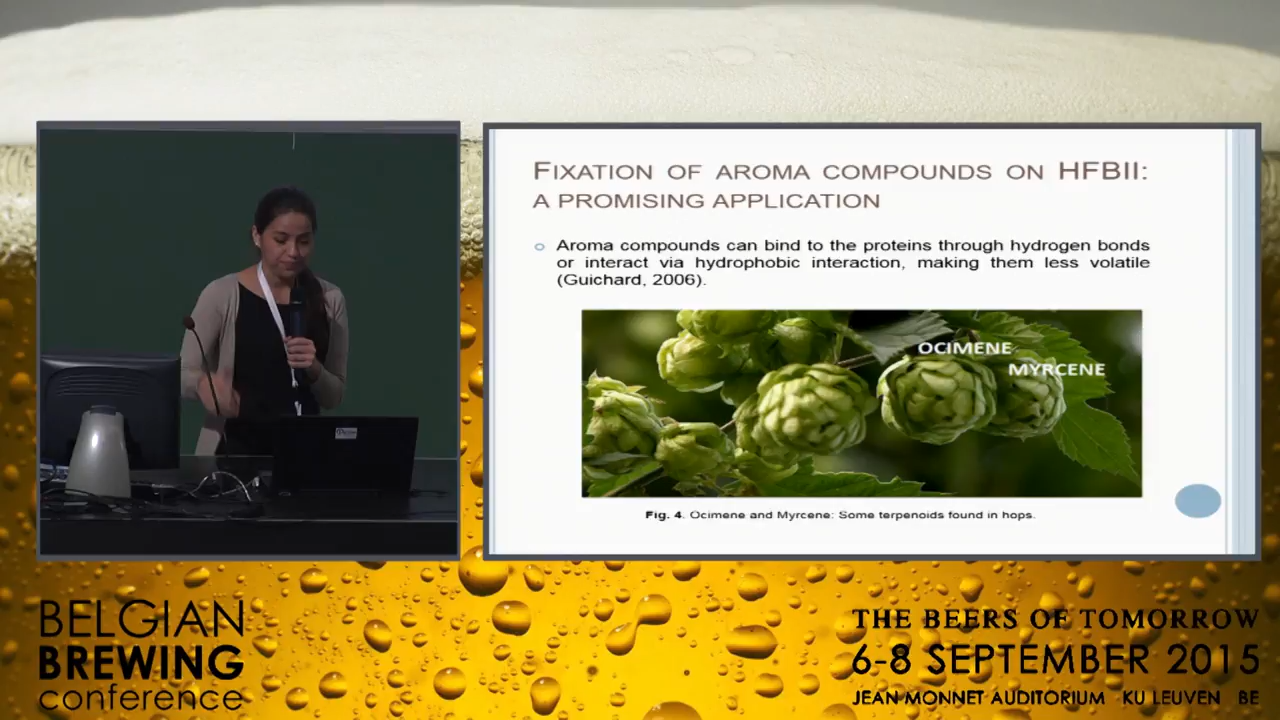 FIXATION OF AROMA COMPOUNDS ON HFBII:
A PROMISING APPLICATION
o Aroma compounds can bind to the proteins through hydrogen bonds
or interact via hydrophobic interaction, making them less volatile
(Guichard, 2006).
OCIMENE
MYRCENE
Fig. 4. Ocimene and Myrcene: Some terpenoids found in hops.
BELGIAN
BREWING
conference
THE BEERS OF TOMORROW
6-8 SEPTEMBER 2015
JEAN MONNET AUDITORIUM KU LEUVEN BE